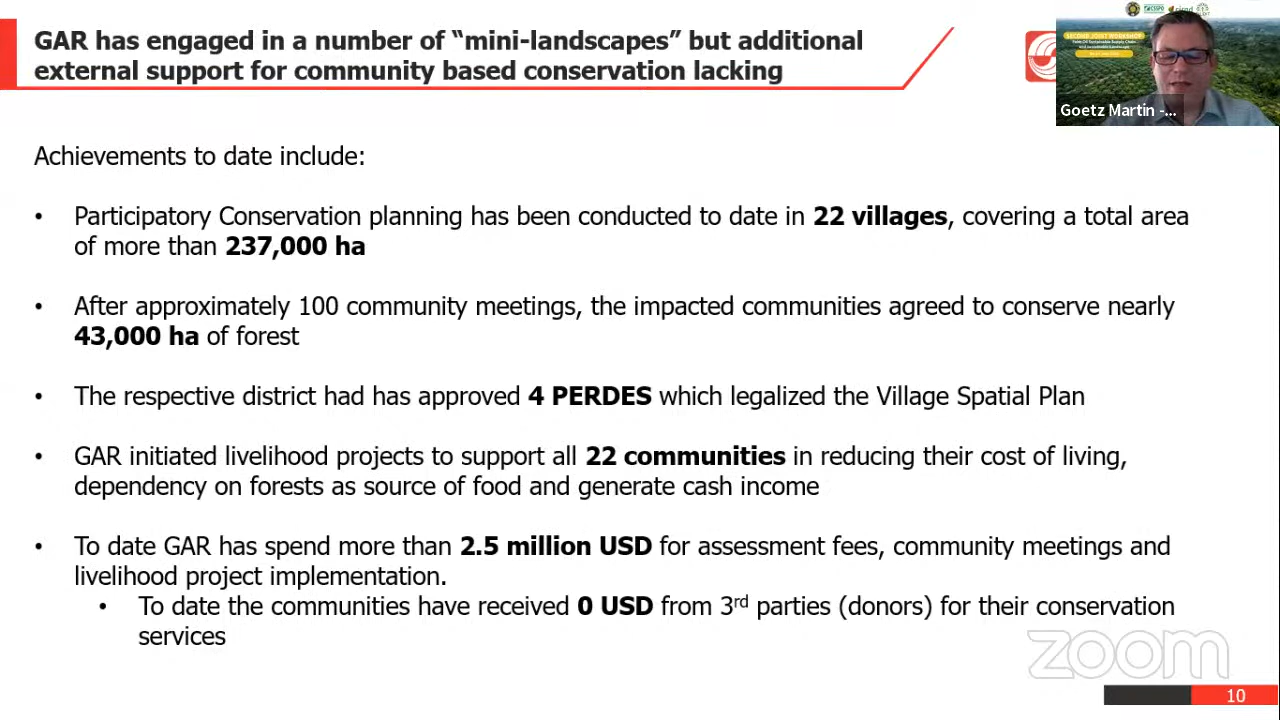 GAR has engaged in a number of “mini-landscapes” but additional
external support for community based conservation lacking
SECOND JOINT WORKSHOP
Goetz Martin -...
Achievements to date include:
• Participatory Conservation planning has been conducted to date in 22 villages, covering a total area
of more than 237,000 ha
• After approximately 100 community meetings, the impacted communities agreed to conserve nearly
43,000 ha of forest
• The respective district had has approved 4 PERDES which legalized the Village Spatial Plan
• GAR initiated livelihood projects to support all 22 communities in reducing their cost of living,
dependency on forests as source of food and generate cash income
• To date GAR has spend more than 2.5 million USD for assessment fees, community meetings and
livelihood project implementation.
• To date the communities have received 0 USD from 3rd parties (donors) for their conservation
services
zoom
10